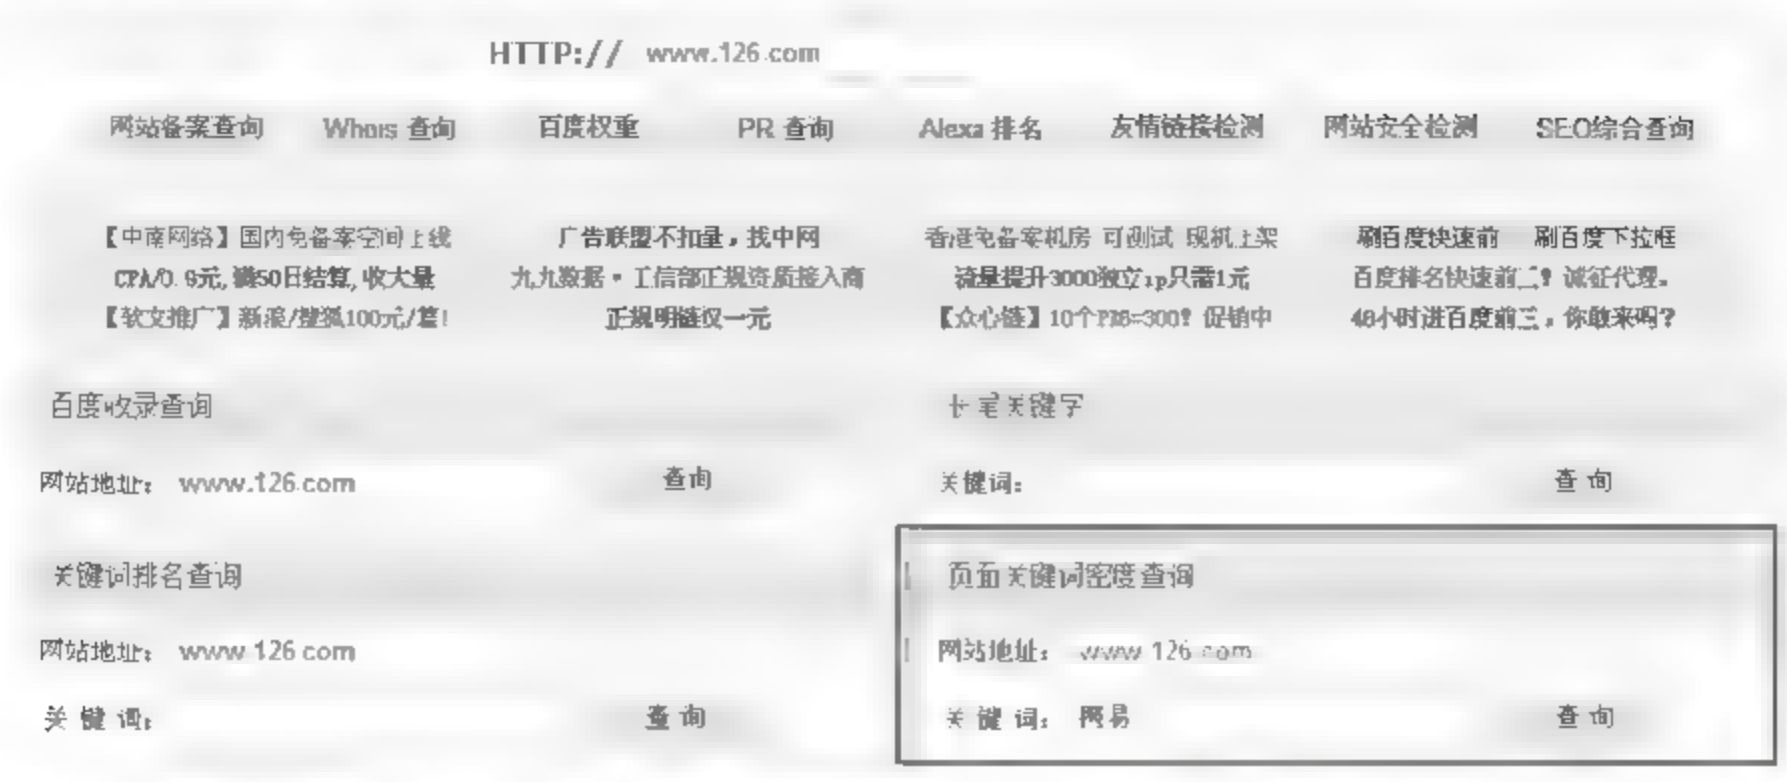 HTTP:// www.126.com
网站备案查询 Whois 查询 百度权重 PR 查询 Alexa 排名 友情链接检测 网站安全检测 SEO综合查询
【中南网络】国内免备案空间上线 广告联盟不扣量，找中网 香港免备案机房 可测试 现机上架 刷百度快速前 刷百度下拉框
CPA/0.9元,满50日结算,收大量 九九数据·工信部正规资质接入商 流量提升3000独立ip只需1元 百度排名快速前三！诚征代理。
【软文推广】新浪/搜狐100元/篇! 正规明链仅一元 【众心链】10个PR6=300！促销中 48小时进百度前三，你敢来吗？
百度收录查询 长尾关键字
网站地址： www.126.com 查询 关键词： 查 询
关键词排名查询 页面关键词密度查询
网站地址： www.126.com 网站地址： www.126.com
关 键 词： 查 询 关 键 词： 网易 查 询